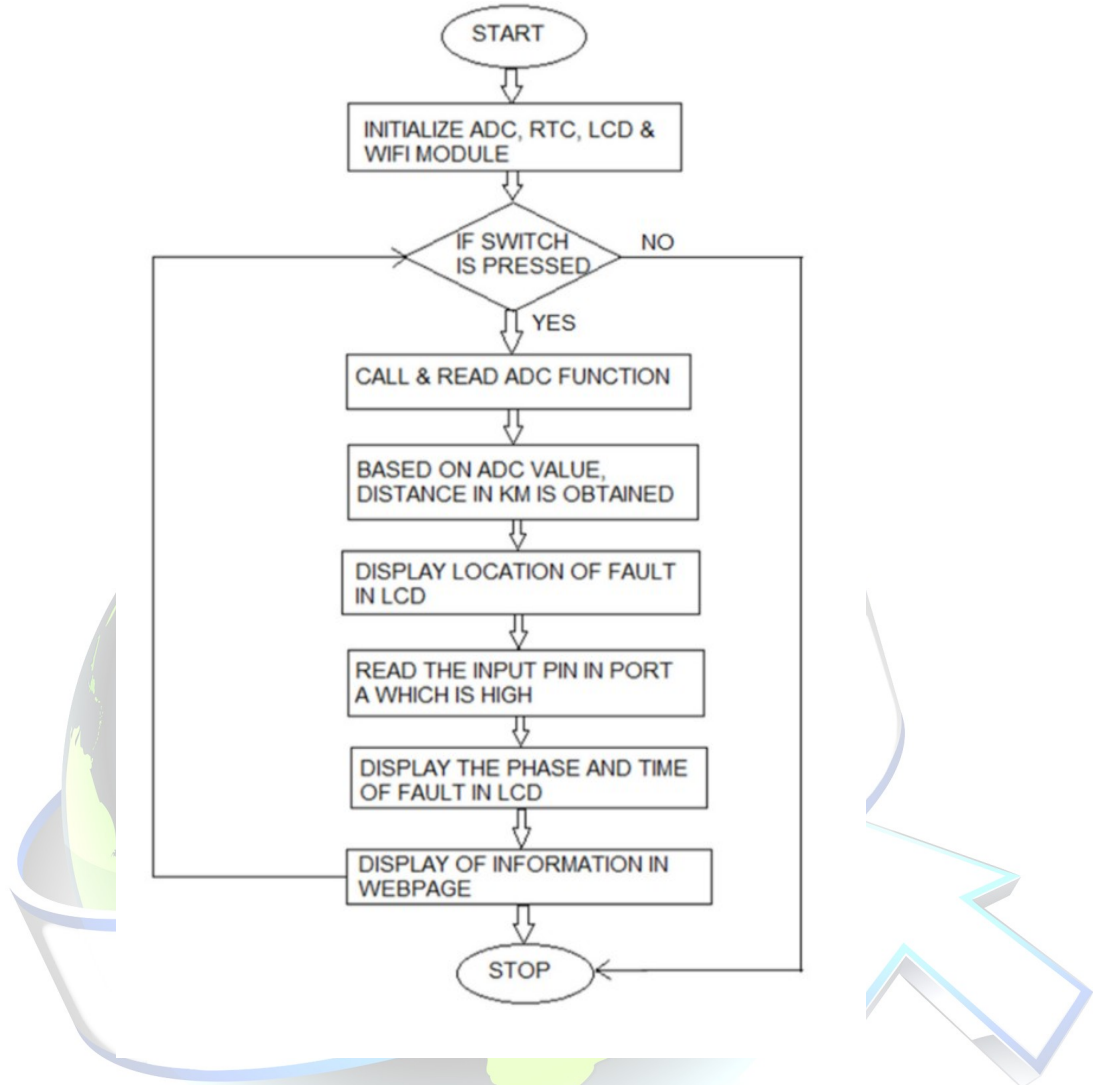 START
INITIALIZE ADC, RTC, LCD &
WIFI MODULE
IF SWITCH
IS PRESSED
NO
YES
CALL & READ ADC FUNCTION
BASED ON ADC VALUE,
DISTANCE IN KM IS OBTAINED
DISPLAY LOCATION OF FAULT
IN LCD
READ THE INPUT PIN IN PORT
A WHICH IS HIGH
DISPLAY THE PHASE AND TIME
OF FAULT IN LCD
DISPLAY OF INFORMATION IN
WEBPAGE
STOP